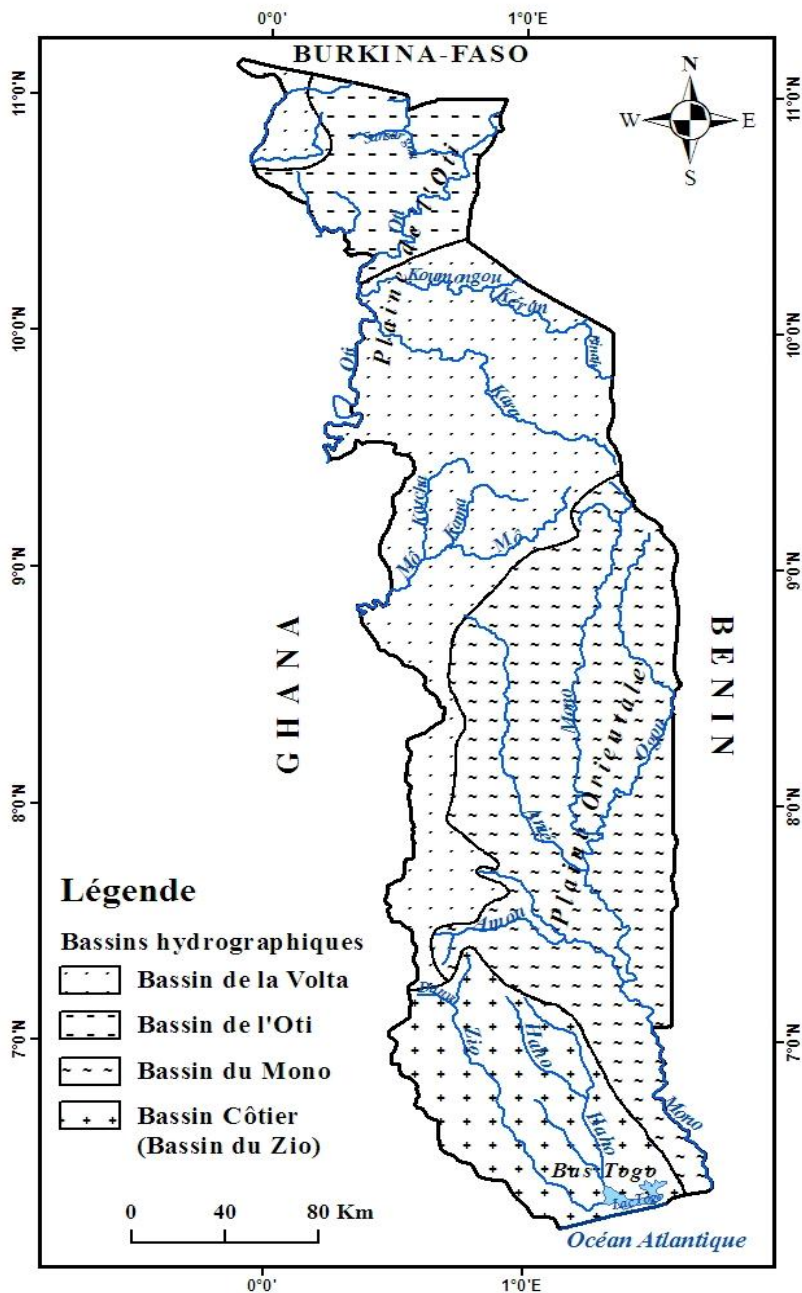 0°0'
1°0'E
BURKINA-FASO
N
W
E
S
11°0'N
11°0'N
Plaine de l'Oti
Oti
Koumongou
Kéran
10°0'N
10°0'N
Oti
Kara
Katcha
Kama
Mô
Mô
9°0'N
9°0'N
GHANA
BENIN
Mono
Ogou
Plaine Orieutrale
Anié
8°0'N
8°0'N
Amou
Légende
Bassins hydrographiques
Bassin de la Volta
Bassin de l'Oti
Bassin du Mono
Bassin Côtier
(Bassin du Zio)
7°0'N
7°0'N
Zio
Haho
Haho
Mono
Bas Togo
Lac Togo
0 40 80 Km
Océan Atlantique
0°0'
1°0'E